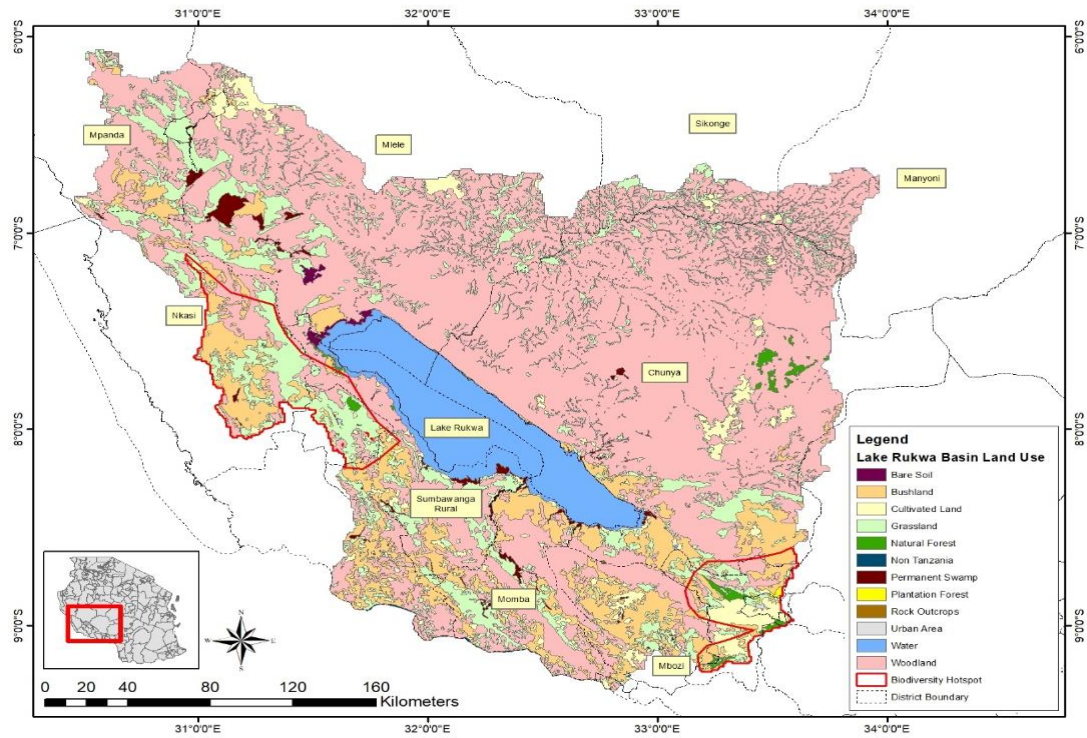 31°0'0"E
32°0'0"E
33°0'0"E
34°0'0"E
6°0'0"S
6°0'0"S
Sikonge
Mpanda
Mlele
Manyoni
7°0'0"S
7°0'0"S
Nkasi
Chunya
Lake Rukwa
8°0'0"S
8°0'0"S
Sumbawanga
Rural
Momba
Mbozi
9°0'0"S
9°0'0"S
Legend
Lake Rukwa Basin Land Use
Bare Soil
Bushland
Cultivated Land
Grassland
Natural Forest
Non Tanzania
Permanent Swamp
Plantation Forest
Rock Outcrops
Urban Area
Water
Woodland
Biodiversity Hotspot
District Boundary
N
W E
S
0 10 20 40 80 120 160
Kilometers
31°0'0"E
32°0'0"E
33°0'0"E
34°0'0"E